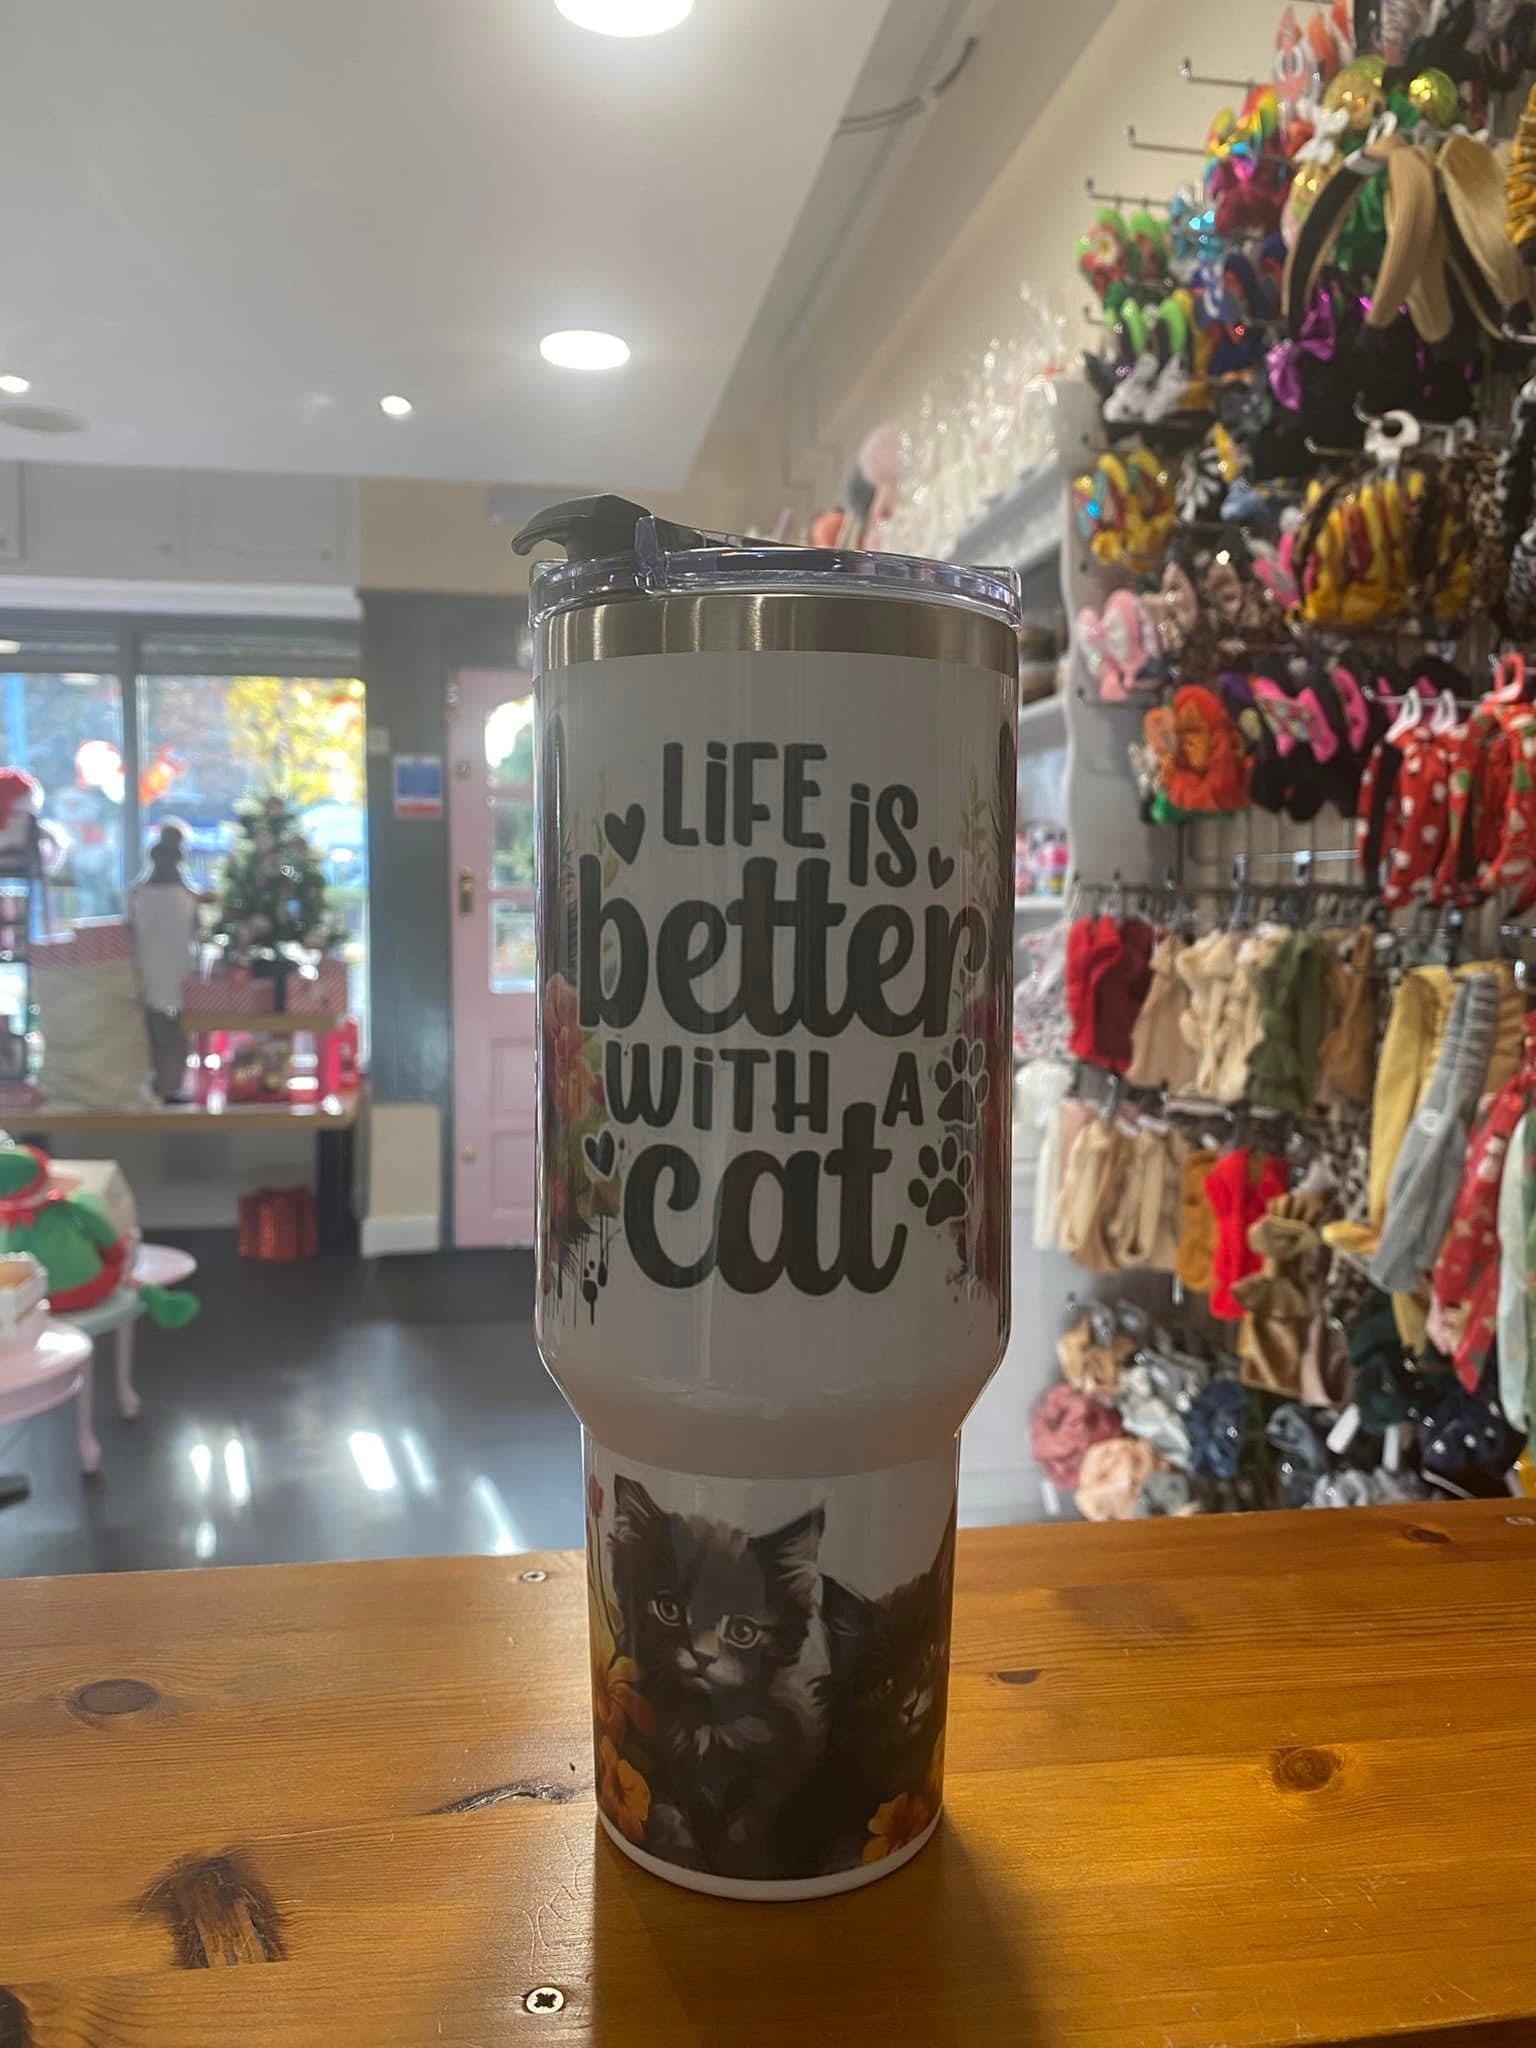 LiFE iS
better
WiTH A
cat